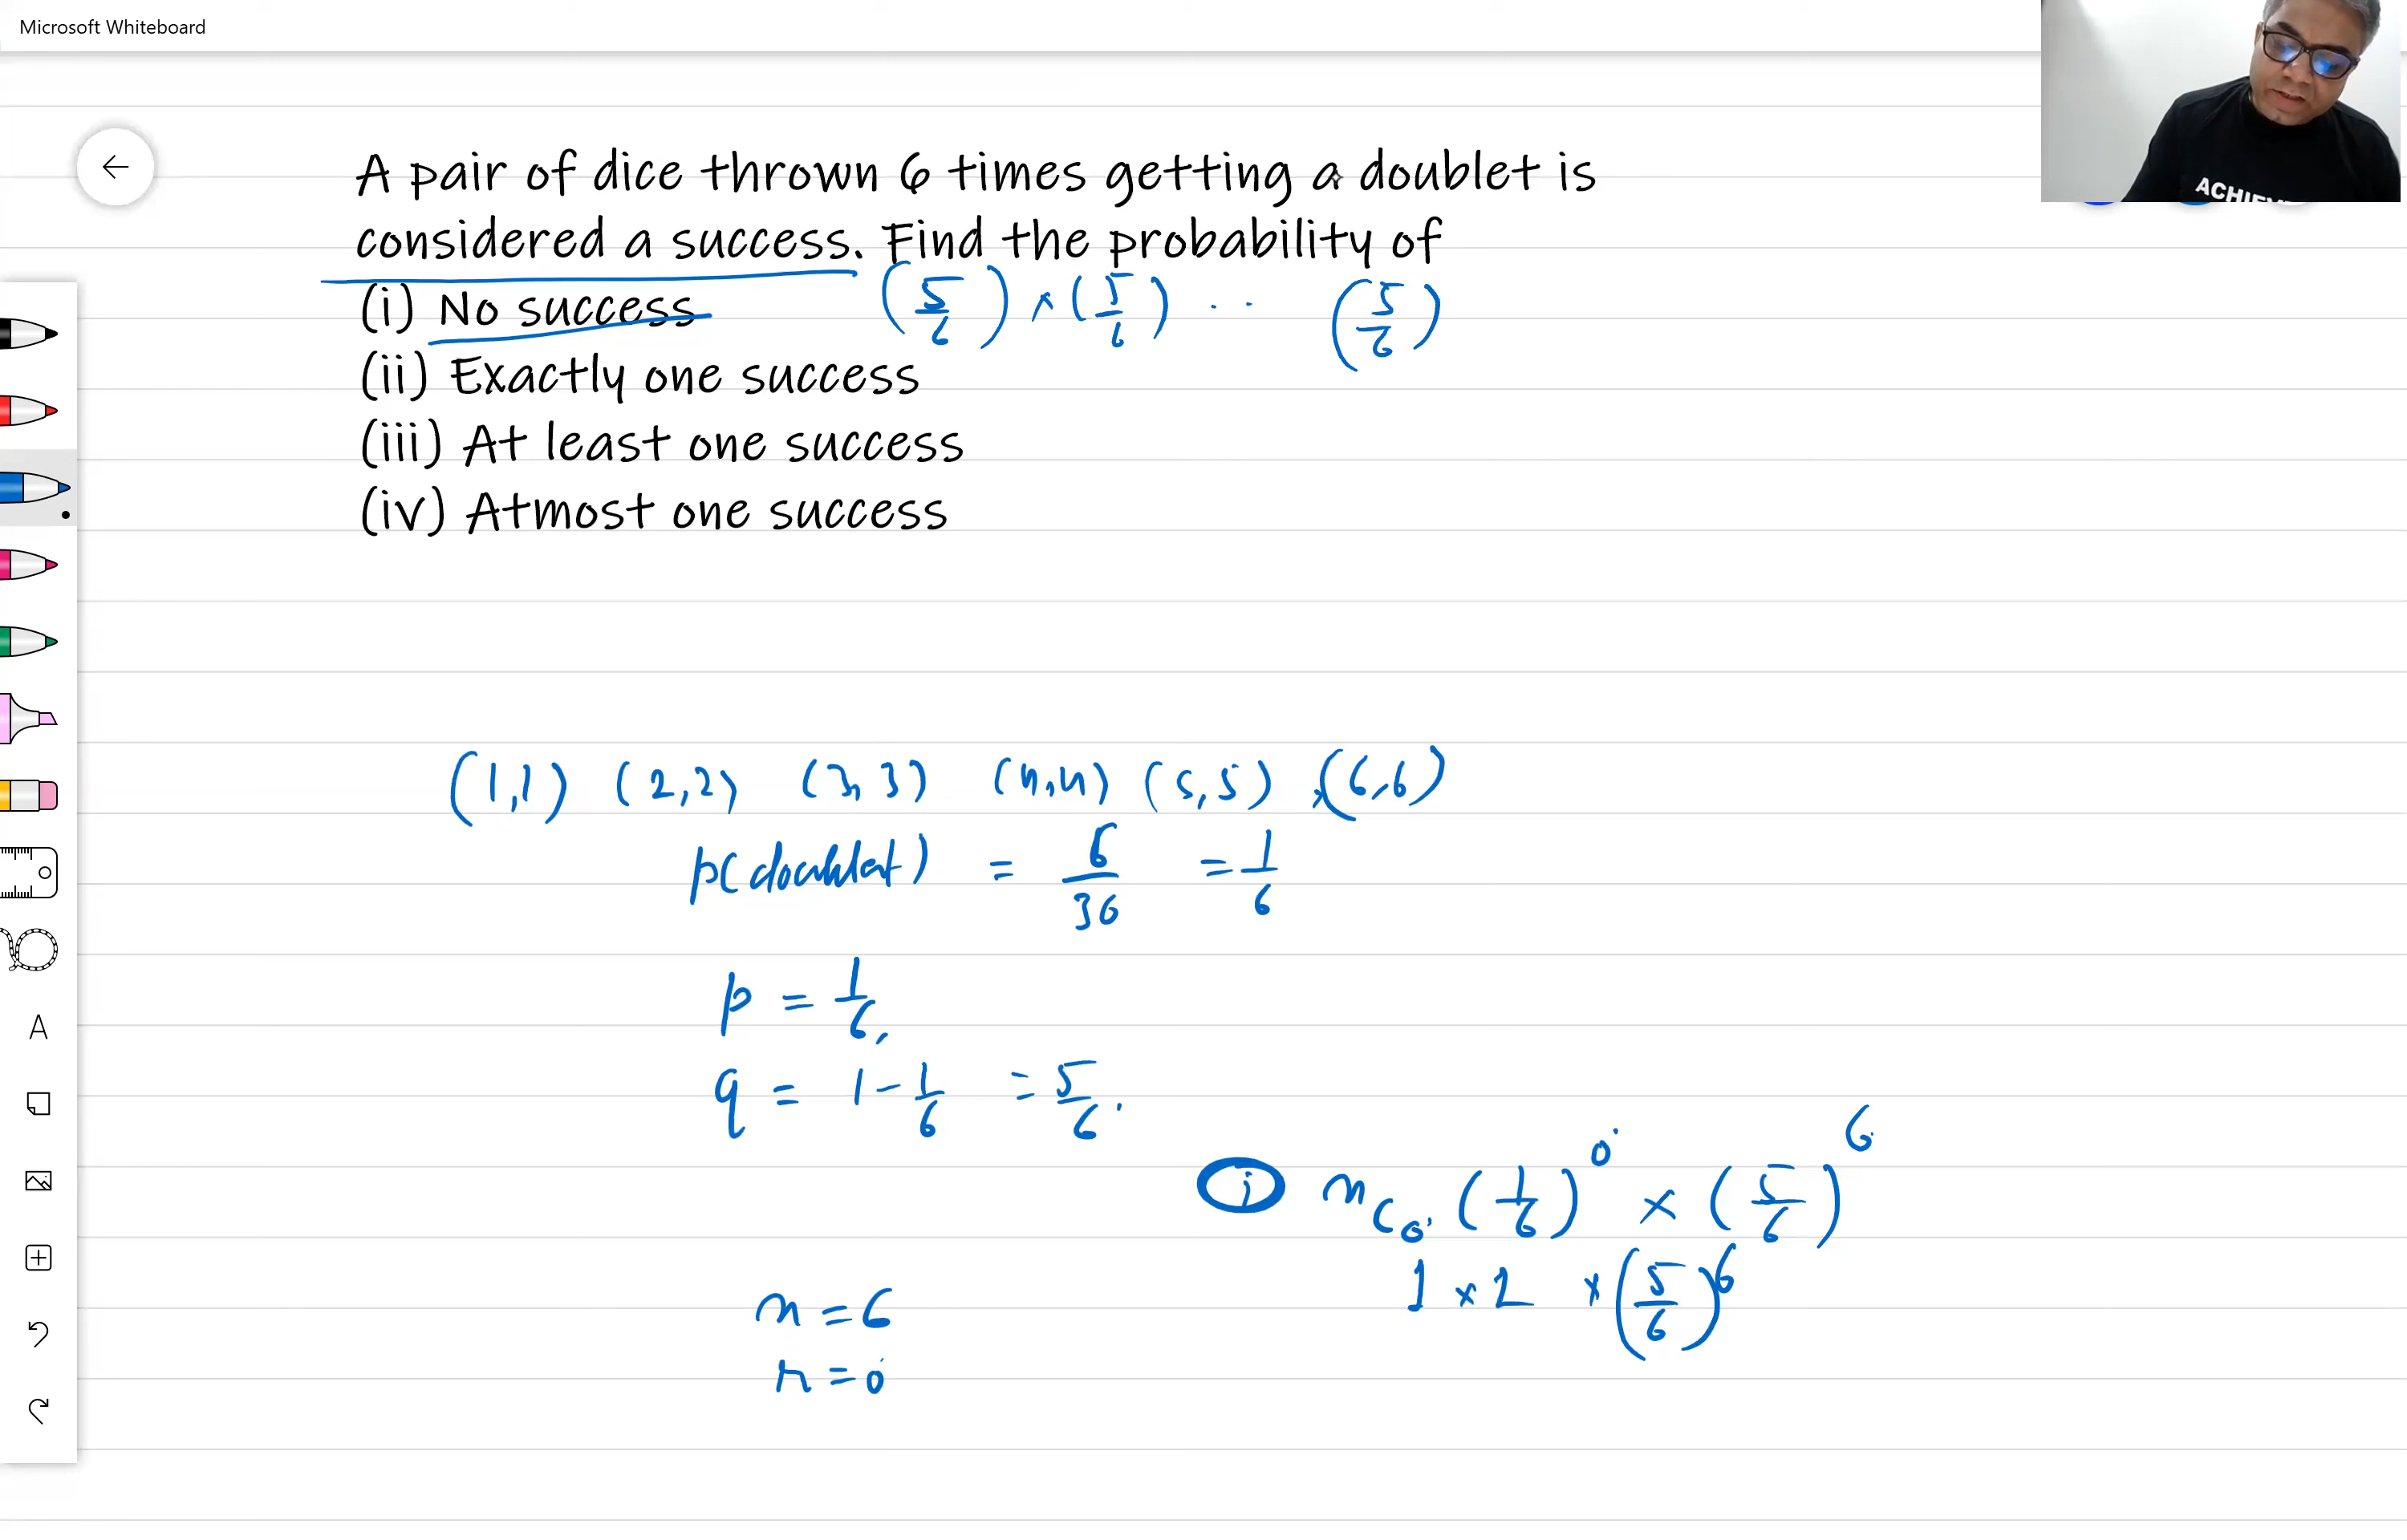 Microsoft Whiteboard
ACHIEV
A pair of dice thrown 6 times getting a doublet is
considered a success. Find the probability of
(i) No success (5/6) × (5/6) .. (5/6)
(ii) Exactly one success
(iii) At least one success
(iv) Atmost one success
(1,1) (2,2) (3,3) (4,4) (5,5), (6,6)
p(doublet) = 6/36 = 1/6
p = 1/6,
q = 1 - 1/6 = 5/6.
(i) nC0 (1/6)^0 × (5/6)^6
1 × 1 × (5/6)^6
n = 6
r = 0
A